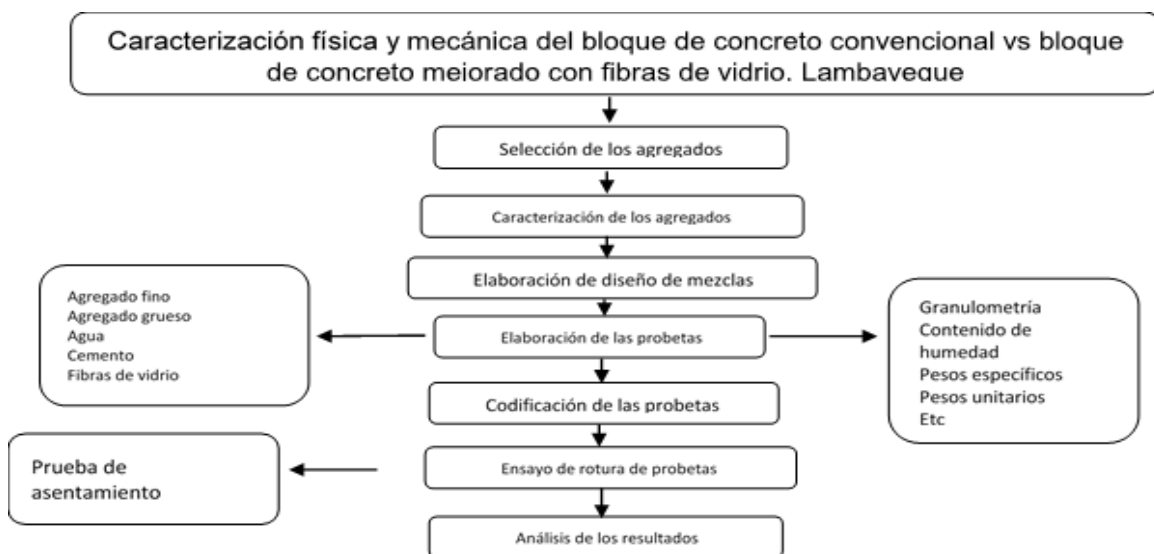 Caracterización física y mecánica del bloque de concreto convencional vs bloque
de concreto mejorado con fibras de vidrio. Lambayeque
Selección de los agregados
Caracterización de los agregados
Elaboración de diseño de mezclas
Agregado fino
Agregado grueso
Agua
Cemento
Fibras de vidrio
Elaboración de las probetas
Granulometría
Contenido de
humedad
Pesos específicos
Pesos unitarios
Etc
Codificación de las probetas
Prueba de
asentamiento
Ensayo de rotura de probetas
Análisis de los resultados